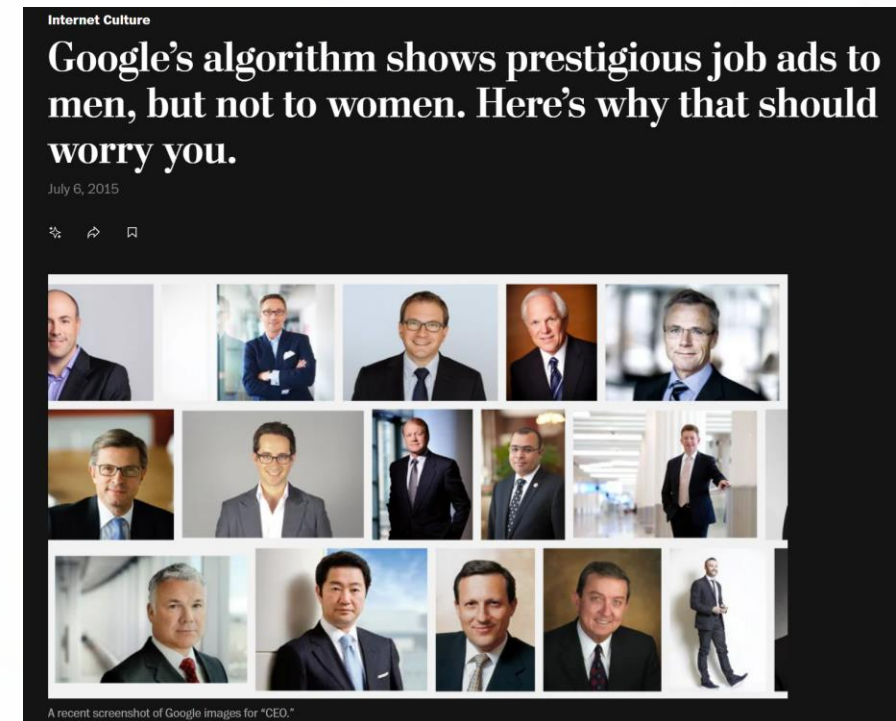 Internet Culture
Google’s algorithm shows prestigious job ads to
men, but not to women. Here’s why that should
worry you.
July 6, 2015
A recent screenshot of Google images for “CEO.”